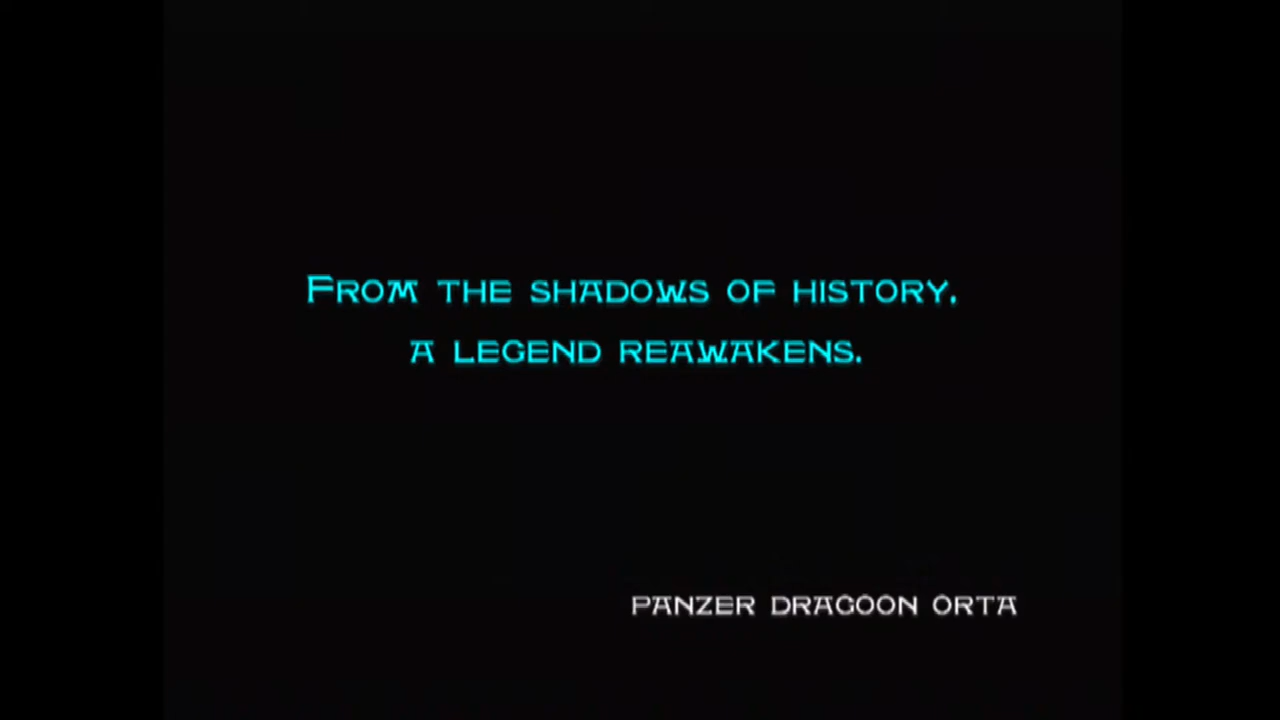 From the shadows of history,
a legend reawakens.
PANZER DRAGOON ORTA